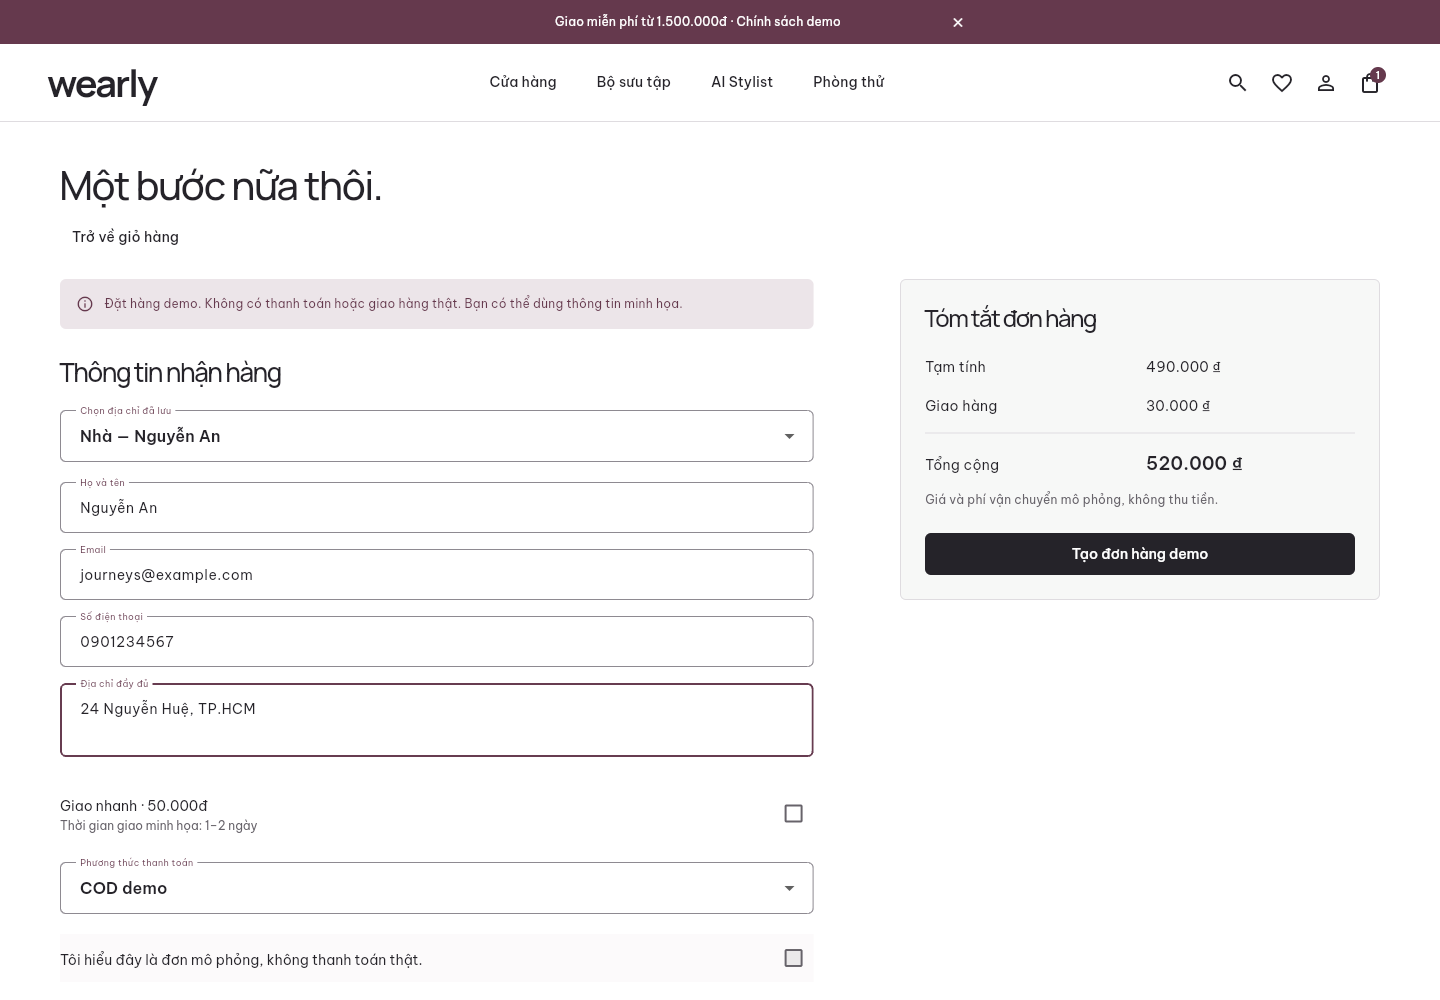 Giao miễn phí từ 1.500.000đ · Chính sách demo
wearly
Cửa hàng
Bộ sưu tập
AI Stylist
Phòng thử
1
Một bước nữa thôi.
Trở về giỏ hàng
Đặt hàng demo. Không có thanh toán hoặc giao hàng thật. Bạn có thể dùng thông tin minh họa.
Thông tin nhận hàng
Chọn địa chỉ đã lưu
Nhà — Nguyễn An
Họ và tên
Nguyễn An
Email
journeys@example.com
Số điện thoại
0901234567
Địa chỉ đầy đủ
24 Nguyễn Huệ, TP.HCM
Giao nhanh · 50.000đ
Thời gian giao minh họa: 1–2 ngày
Phương thức thanh toán
COD demo
Tôi hiểu đây là đơn mô phỏng, không thanh toán thật.
Tóm tắt đơn hàng
Tạm tính 490.000 ₫
Giao hàng 30.000 ₫
Tổng cộng 520.000 ₫
Giá và phí vận chuyển mô phỏng, không thu tiền.
Tạo đơn hàng demo